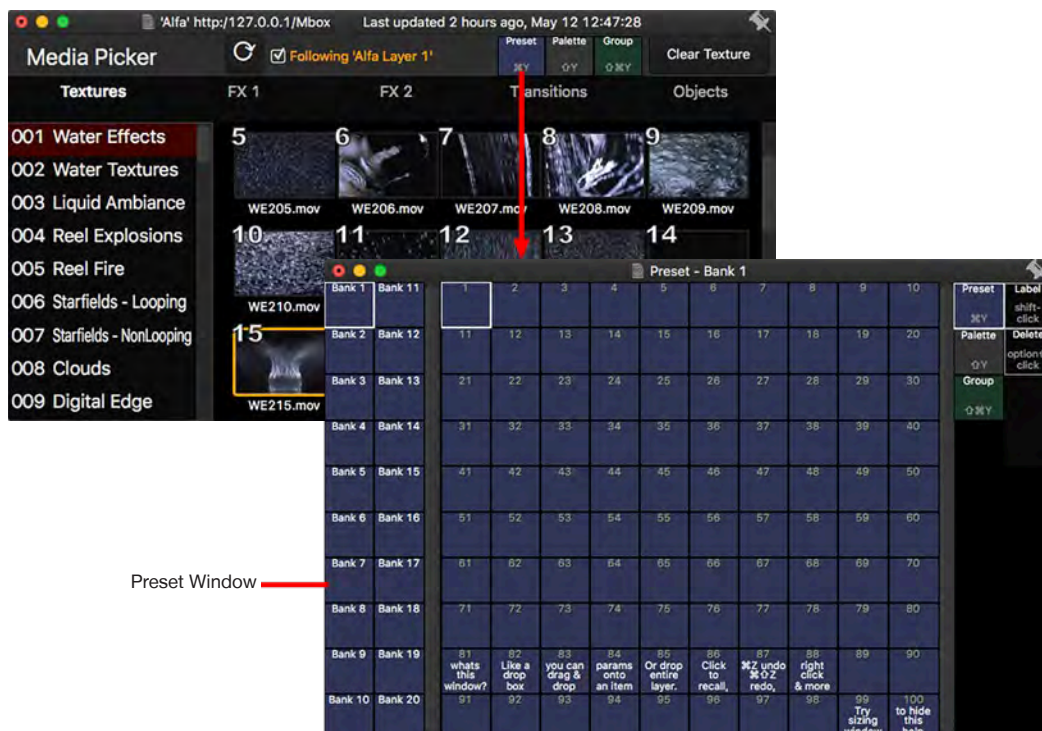 'Alfa' http:/127.0.0.1/Mbox Last updated 2 hours ago, May 12 12:47:28
Media Picker
Following 'Alfa Layer 1'
Preset ⌘Y
Palette ⇧Y
Group ⇧⌘Y
Clear Texture
Textures FX 1 FX 2 Transitions Objects
001 Water Effects
002 Water Textures
003 Liquid Ambiance
004 Reel Explosions
005 Reel Fire
006 Starfields - Looping
007 Starfields - NonLooping
008 Clouds
009 Digital Edge
5 6 7 8 9
WE205.mov WE206.mov WE207.mov WE208.mov WE209.mov
10 11 12 13 14
WE210.mov
15
WE215.mov
Preset - Bank 1
Bank 1 Bank 11 1 2 3 4 5 6 7 8 9 10
Bank 2 Bank 12 11 12 13 14 15 16 17 18 19 20
Bank 3 Bank 13 21 22 23 24 25 26 27 28 29 30
Bank 4 Bank 14 31 32 33 34 35 36 37 38 39 40
Bank 5 Bank 15 41 42 43 44 45 46 47 48 49 50
Bank 6 Bank 16 51 52 53 54 55 56 57 58 59 60
Bank 7 Bank 17 61 62 63 64 65 66 67 68 69 70
Bank 8 Bank 18 71 72 73 74 75 76 77 78 79 80
Bank 9 Bank 19 81 82 83 84 85 86 87 88 89 90
whats this window?
Like a drop box
you can drag & drop
params onto an item
Or drop entire layer.
Click to recall,
⌘Z undo ⌘⇧Z redo,
right click & more
Bank 10 Bank 20 91 92 93 94 95 96 97 98 99 100
Try sizing window
to hide this help
Preset ⌘Y
Label shift-click
Palette ⇧Y
Delete option-click
Group ⇧⌘Y
Preset Window